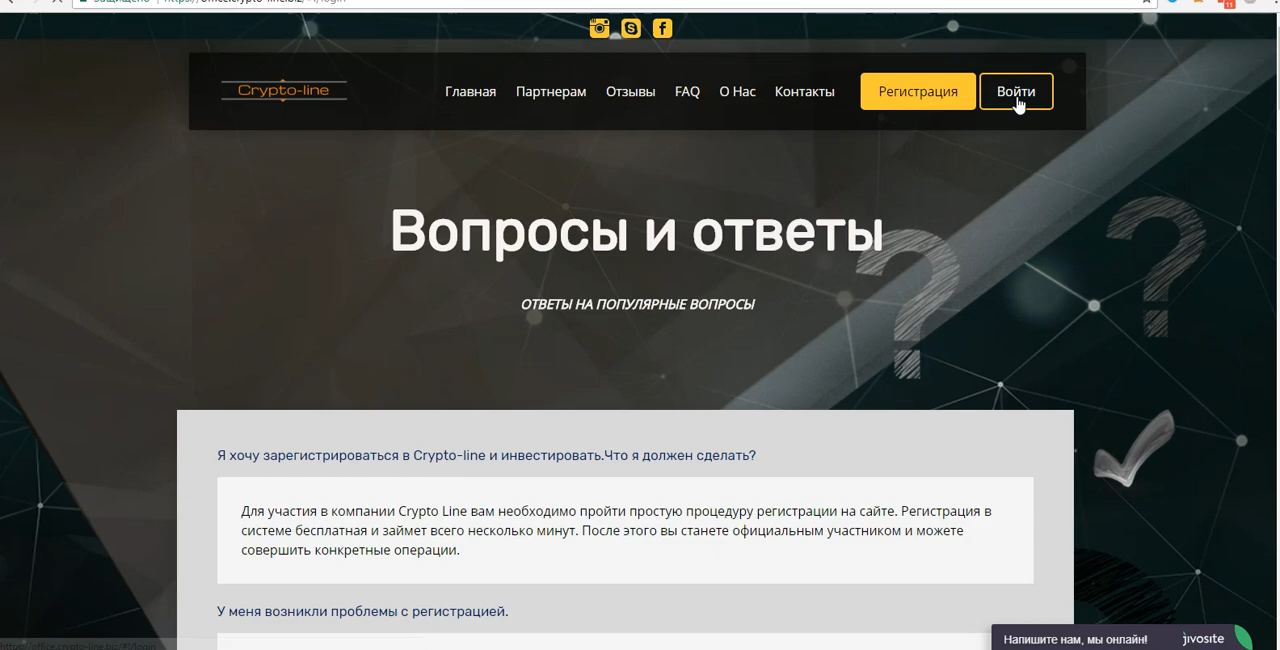 11
Crypto-line
Главная Партнерам Отзывы FAQ О Нас Контакты Регистрация Войти
Вопросы и ответы
ОТВЕТЫ НА ПОПУЛЯРНЫЕ ВОПРОСЫ
Я хочу зарегистрироваться в Crypto-line и инвестировать.Что я должен сделать?
Для участия в компании Crypto Line вам необходимо пройти простую процедуру регистрации на сайте. Регистрация в
системе бесплатная и займет всего несколько минут. После этого вы станете официальным участником и можете
совершить конкретные операции.
У меня возникли проблемы с регистрацией.
Напишите нам, мы онлайн! jivosite